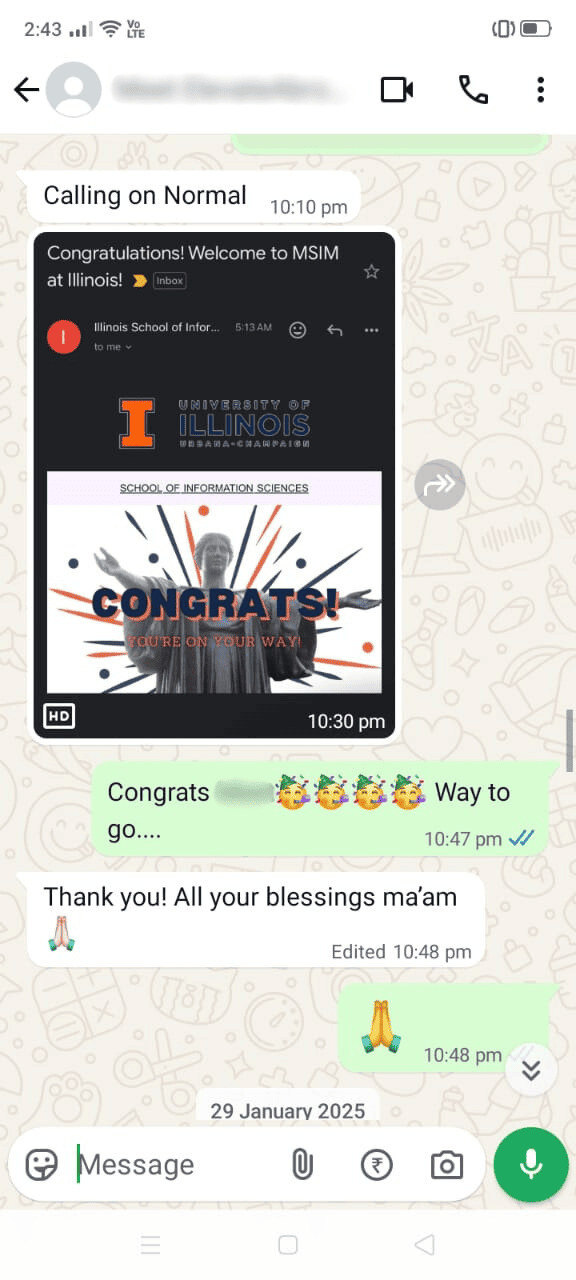 2:43 Vo LTE
Calling on Normal 10:10 pm
Congratulations! Welcome to MSIM
at Illinois! Inbox
Illinois School of Infor... 5:13 AM
I
to me
UNIVERSITY OF
ILLINOIS
URBANA-CHAMPAIGN
SCHOOL OF INFORMATION SCIENCES
CONGRATS!
YOU'RE ON YOUR WAY!
HD 10:30 pm
Congrats 🥳🥳🥳🥳 Way to
go.... 10:47 pm
Thank you! All your blessings ma’am
🙏🏻 Edited 10:48 pm
🙏 10:48 pm
29 January 2025
Message